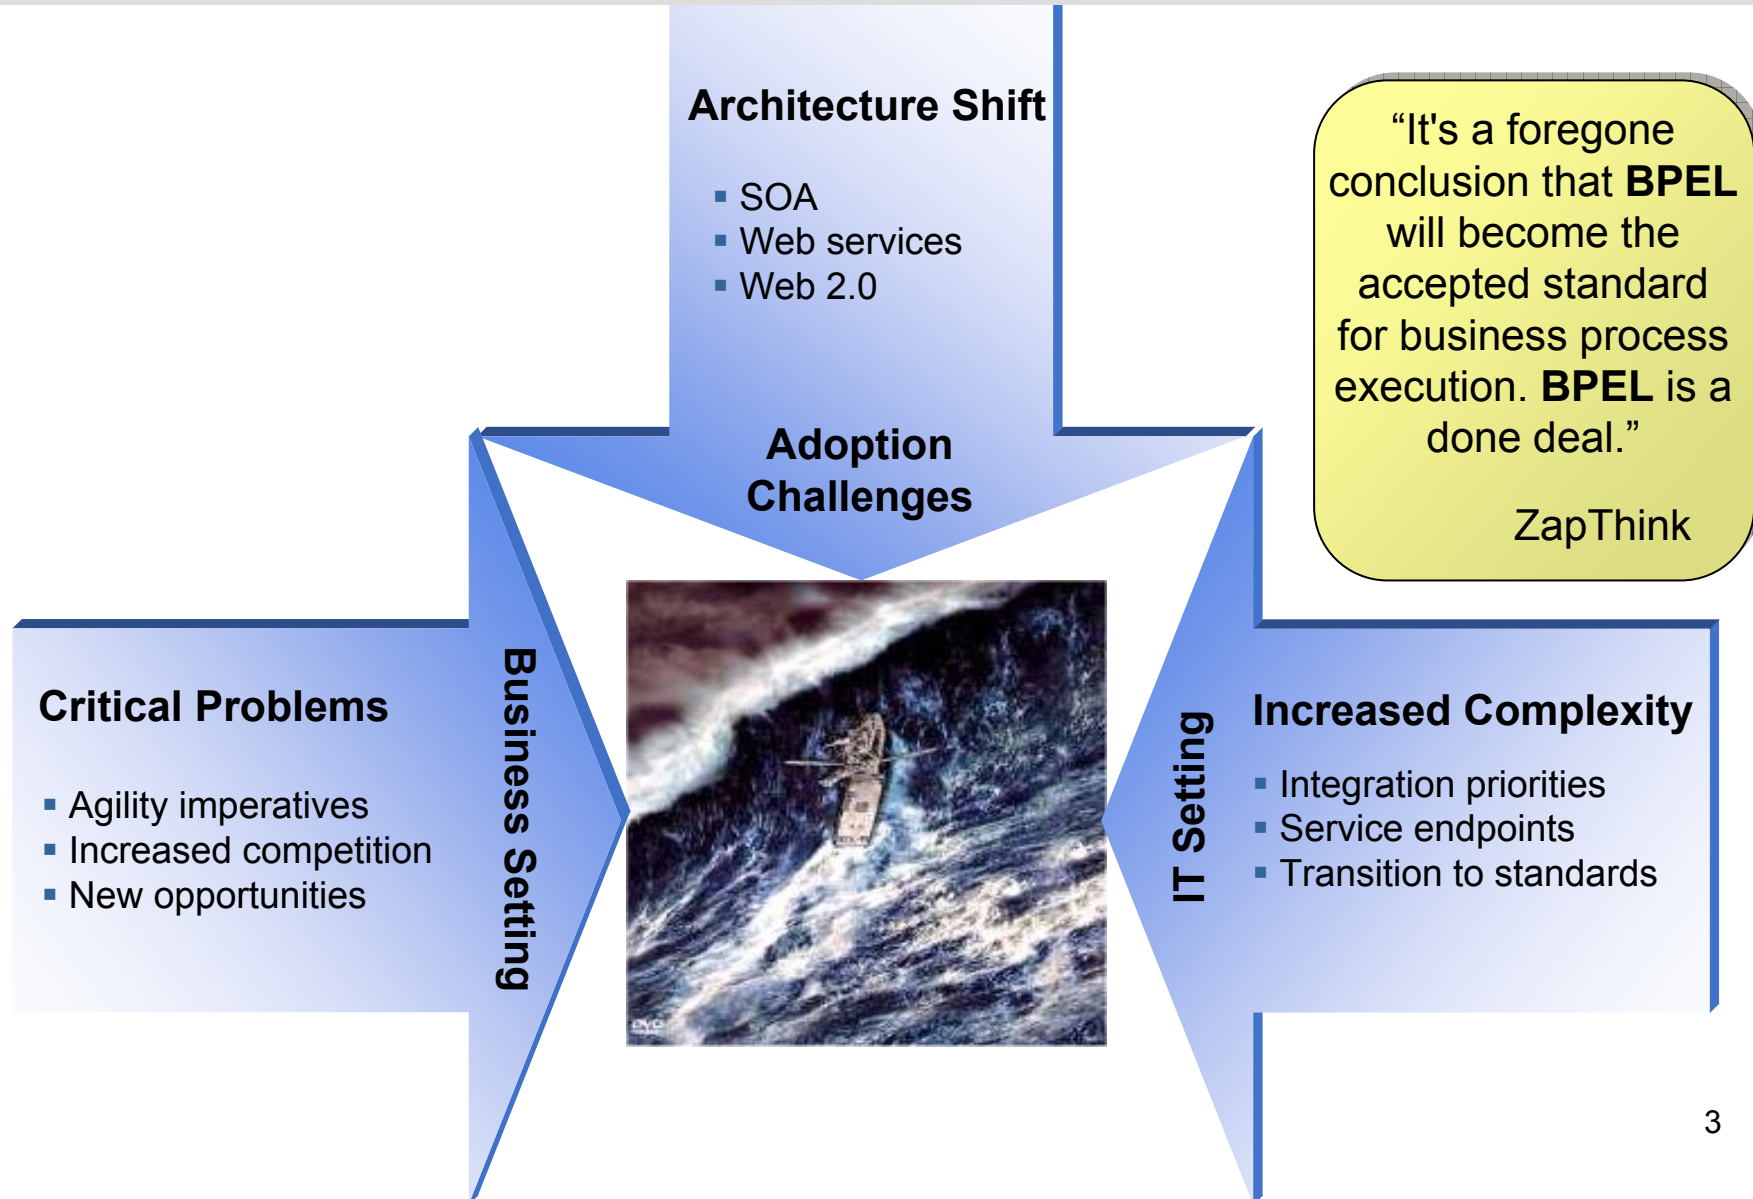 Architecture Shift
SOA
Web services
Web 2.0
Adoption
Challenges
“It's a foregone
conclusion that BPEL
will become the
accepted standard
for business process
execution. BPEL is a
done deal.”
ZapThink
Critical Problems
Agility imperatives
Increased competition
New opportunities
Business Setting
DVD
IT Setting
Increased Complexity
Integration priorities
Service endpoints
Transition to standards
3